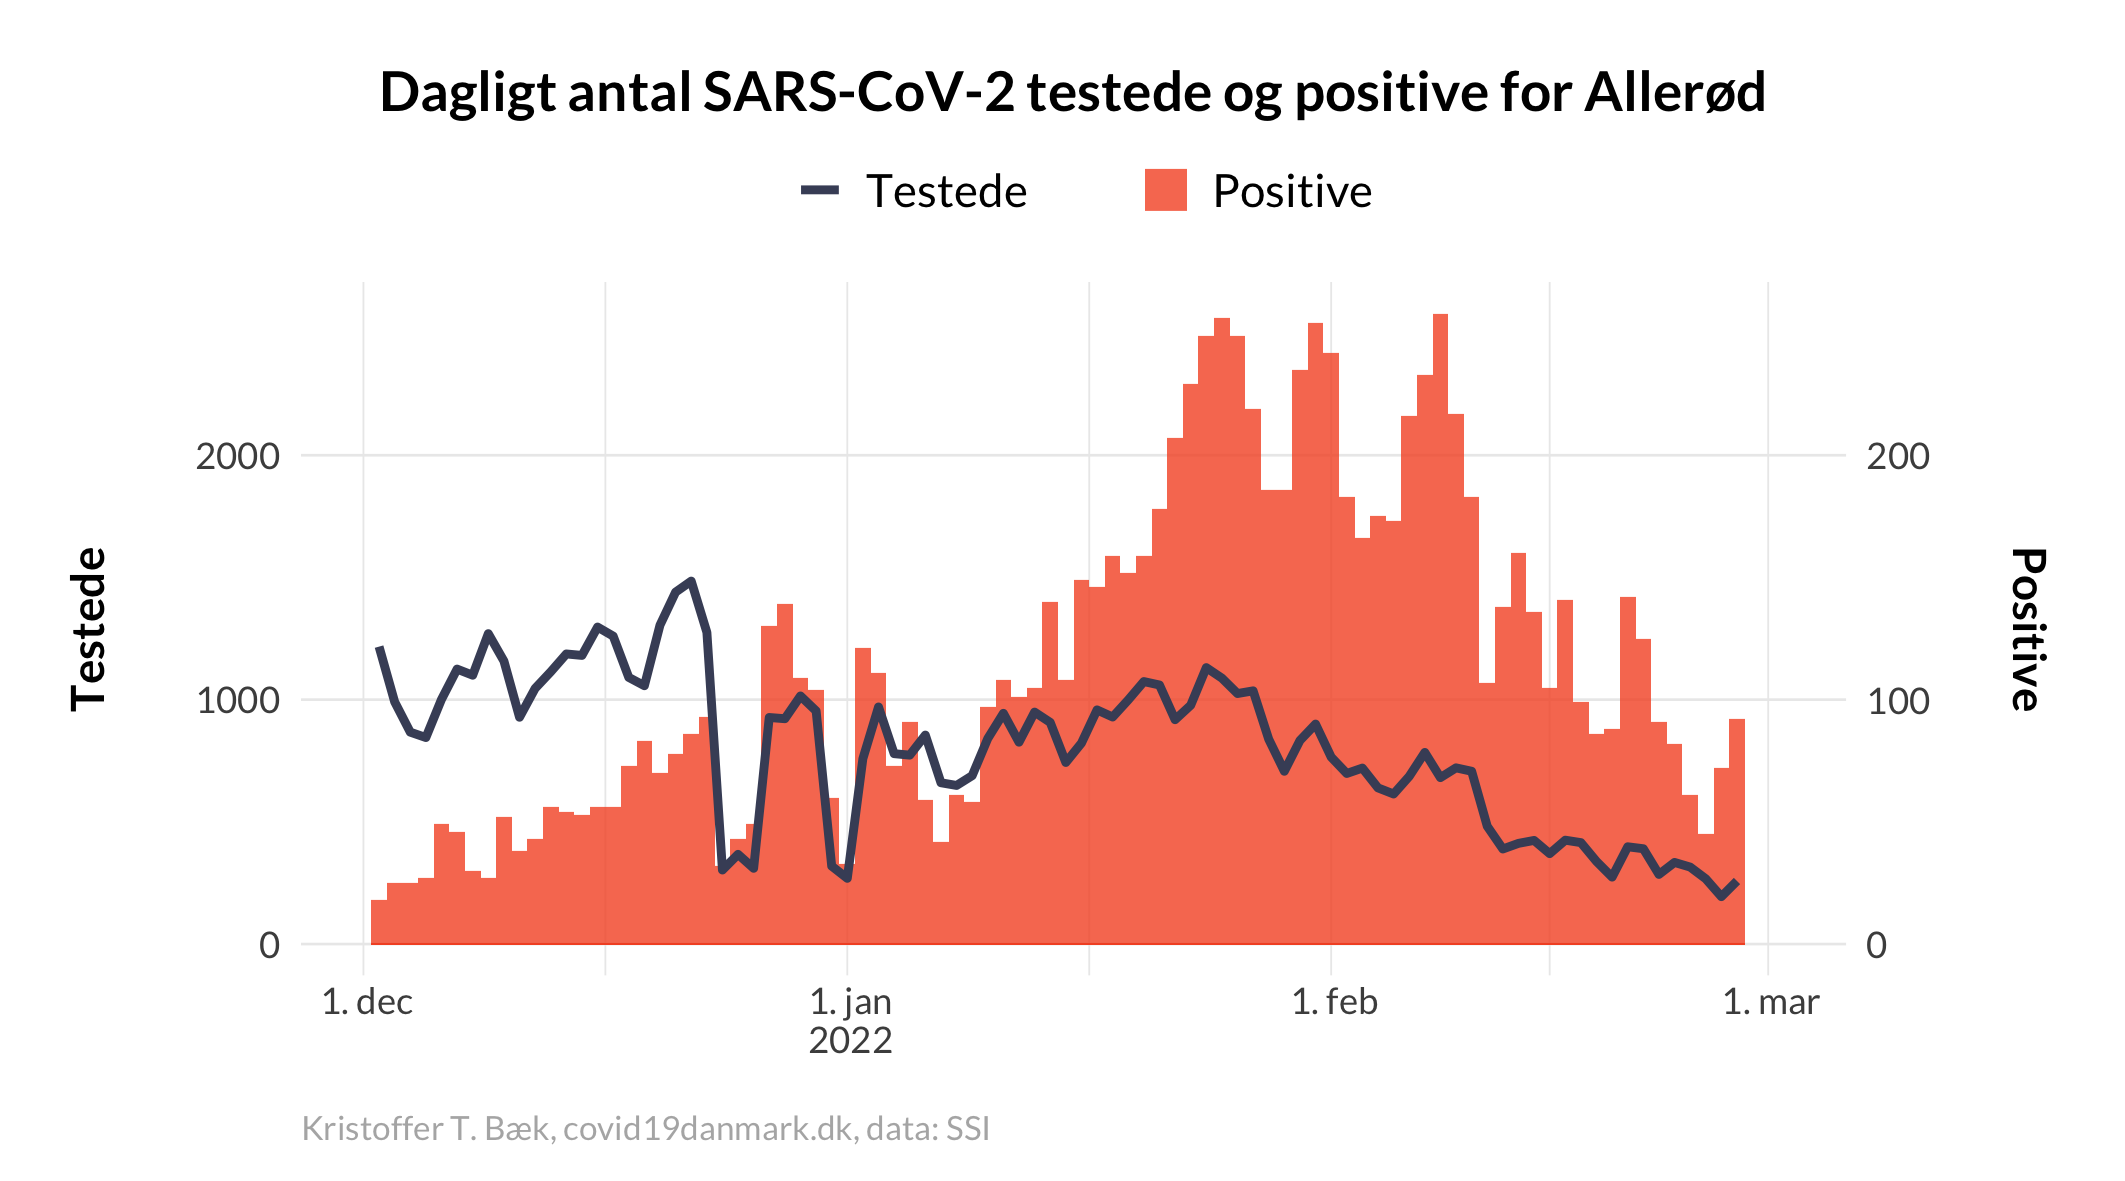 Dagligt antal SARS-CoV-2 testede og positive for Allerød
Testede
Positive
Testede
2000
1000
0
200
100
0
Positive
1. dec
1. jan
2022
1. feb
1. mar
Kristoffer T. Bæk, covid19danmark.dk, data: SSI